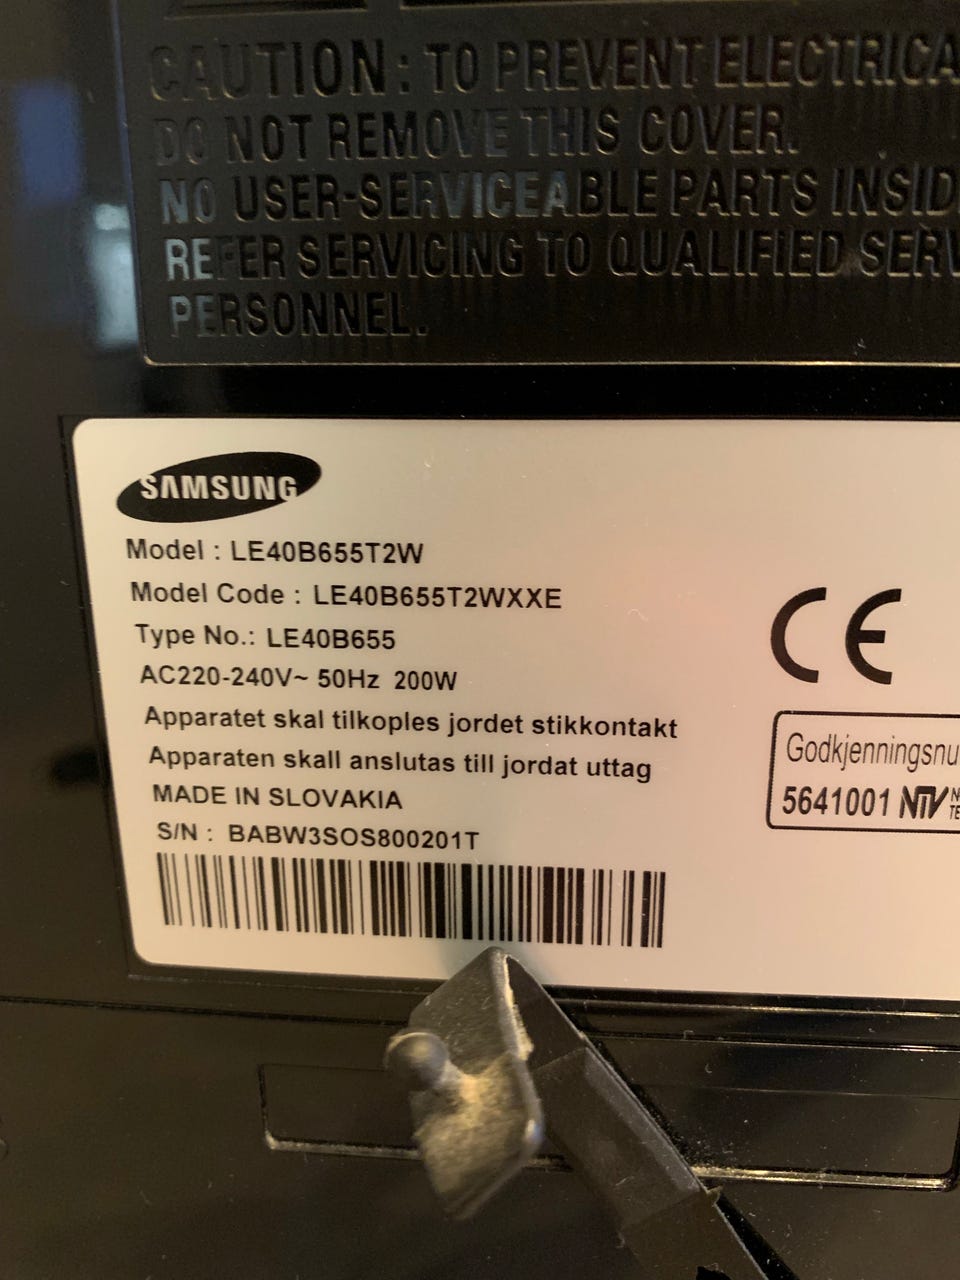 CAUTION: TO PREVENT ELECTRICA
DO NOT REMOVE THIS COVER.
NO USER-SERVICEABLE PARTS INSID
REFER SERVICING TO QUALIFIED SERV
PERSONNEL.
SAMSUNG
Model : LE40B655T2W
Model Code : LE40B655T2WXXE
Type No.: LE40B655
AC220-240V~ 50Hz 200W
Apparatet skal tilkoples jordet stikkontakt
Apparaten skall anslutas till jordat uttag
MADE IN SLOVAKIA
S/N : BABW3SOS800201T
CE
Godkjenningsnu
5641001 NTV